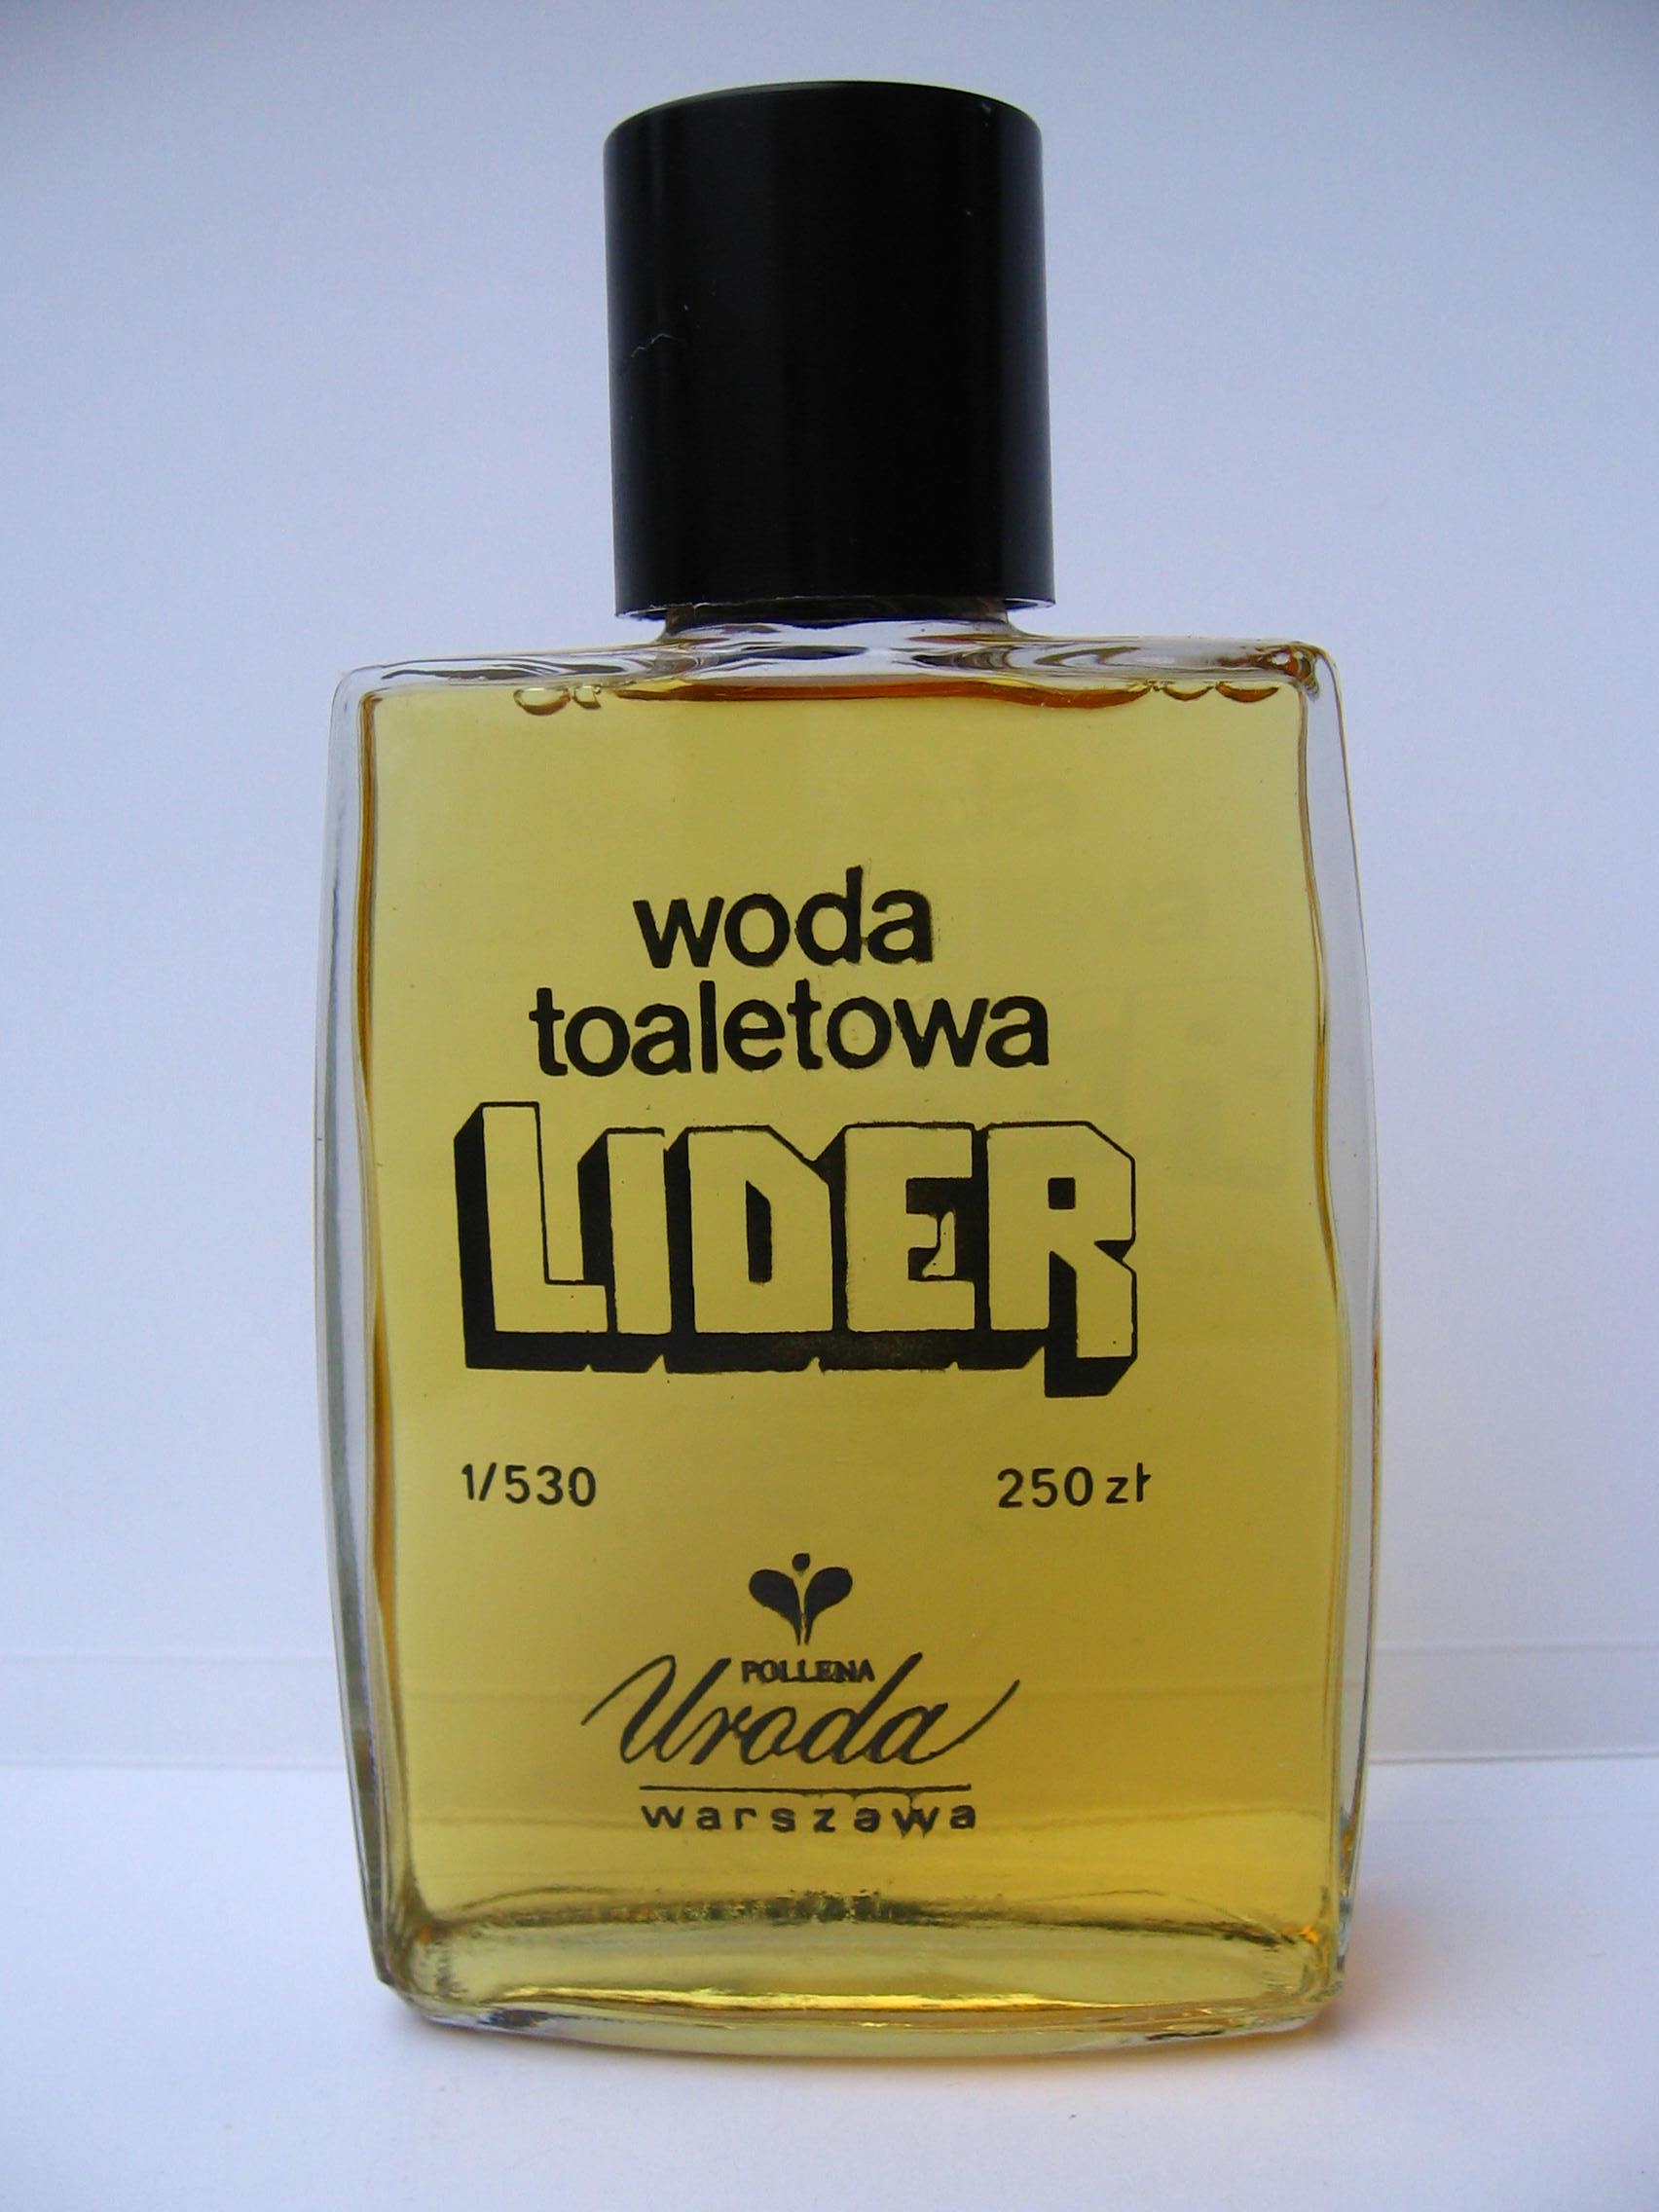 woda
toaletowa
LIDER
1/530 250 zł
POLLENA
Uroda
warszawa